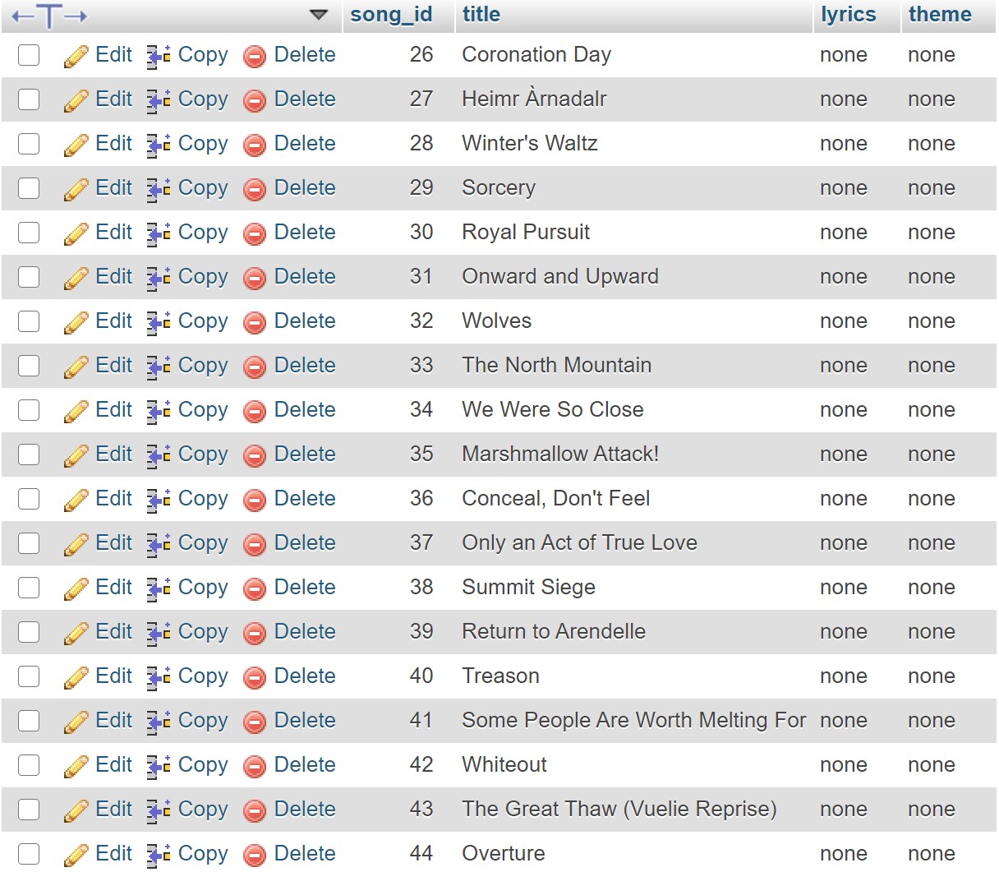 song_id title lyrics theme
Edit Copy Delete 26 Coronation Day none none
Edit Copy Delete 27 Heimr Àrnadalr none none
Edit Copy Delete 28 Winter's Waltz none none
Edit Copy Delete 29 Sorcery none none
Edit Copy Delete 30 Royal Pursuit none none
Edit Copy Delete 31 Onward and Upward none none
Edit Copy Delete 32 Wolves none none
Edit Copy Delete 33 The North Mountain none none
Edit Copy Delete 34 We Were So Close none none
Edit Copy Delete 35 Marshmallow Attack! none none
Edit Copy Delete 36 Conceal, Don't Feel none none
Edit Copy Delete 37 Only an Act of True Love none none
Edit Copy Delete 38 Summit Siege none none
Edit Copy Delete 39 Return to Arendelle none none
Edit Copy Delete 40 Treason none none
Edit Copy Delete 41 Some People Are Worth Melting For none none
Edit Copy Delete 42 Whiteout none none
Edit Copy Delete 43 The Great Thaw (Vuelie Reprise) none none
Edit Copy Delete 44 Overture none none